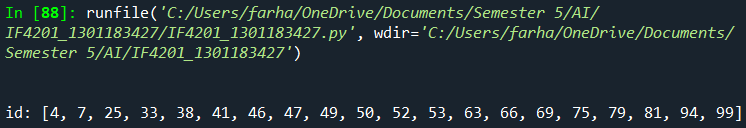 In [88]: runfile('C:/Users/farha/OneDrive/Documents/Semester 5/AI/
IF4201_1301183427/IF4201_1301183427.py', wdir='C:/Users/farha/OneDrive/Documents/
Semester 5/AI/IF4201_1301183427')
id: [4, 7, 25, 33, 38, 41, 46, 47, 49, 50, 52, 53, 63, 66, 69, 75, 79, 81, 94, 99]